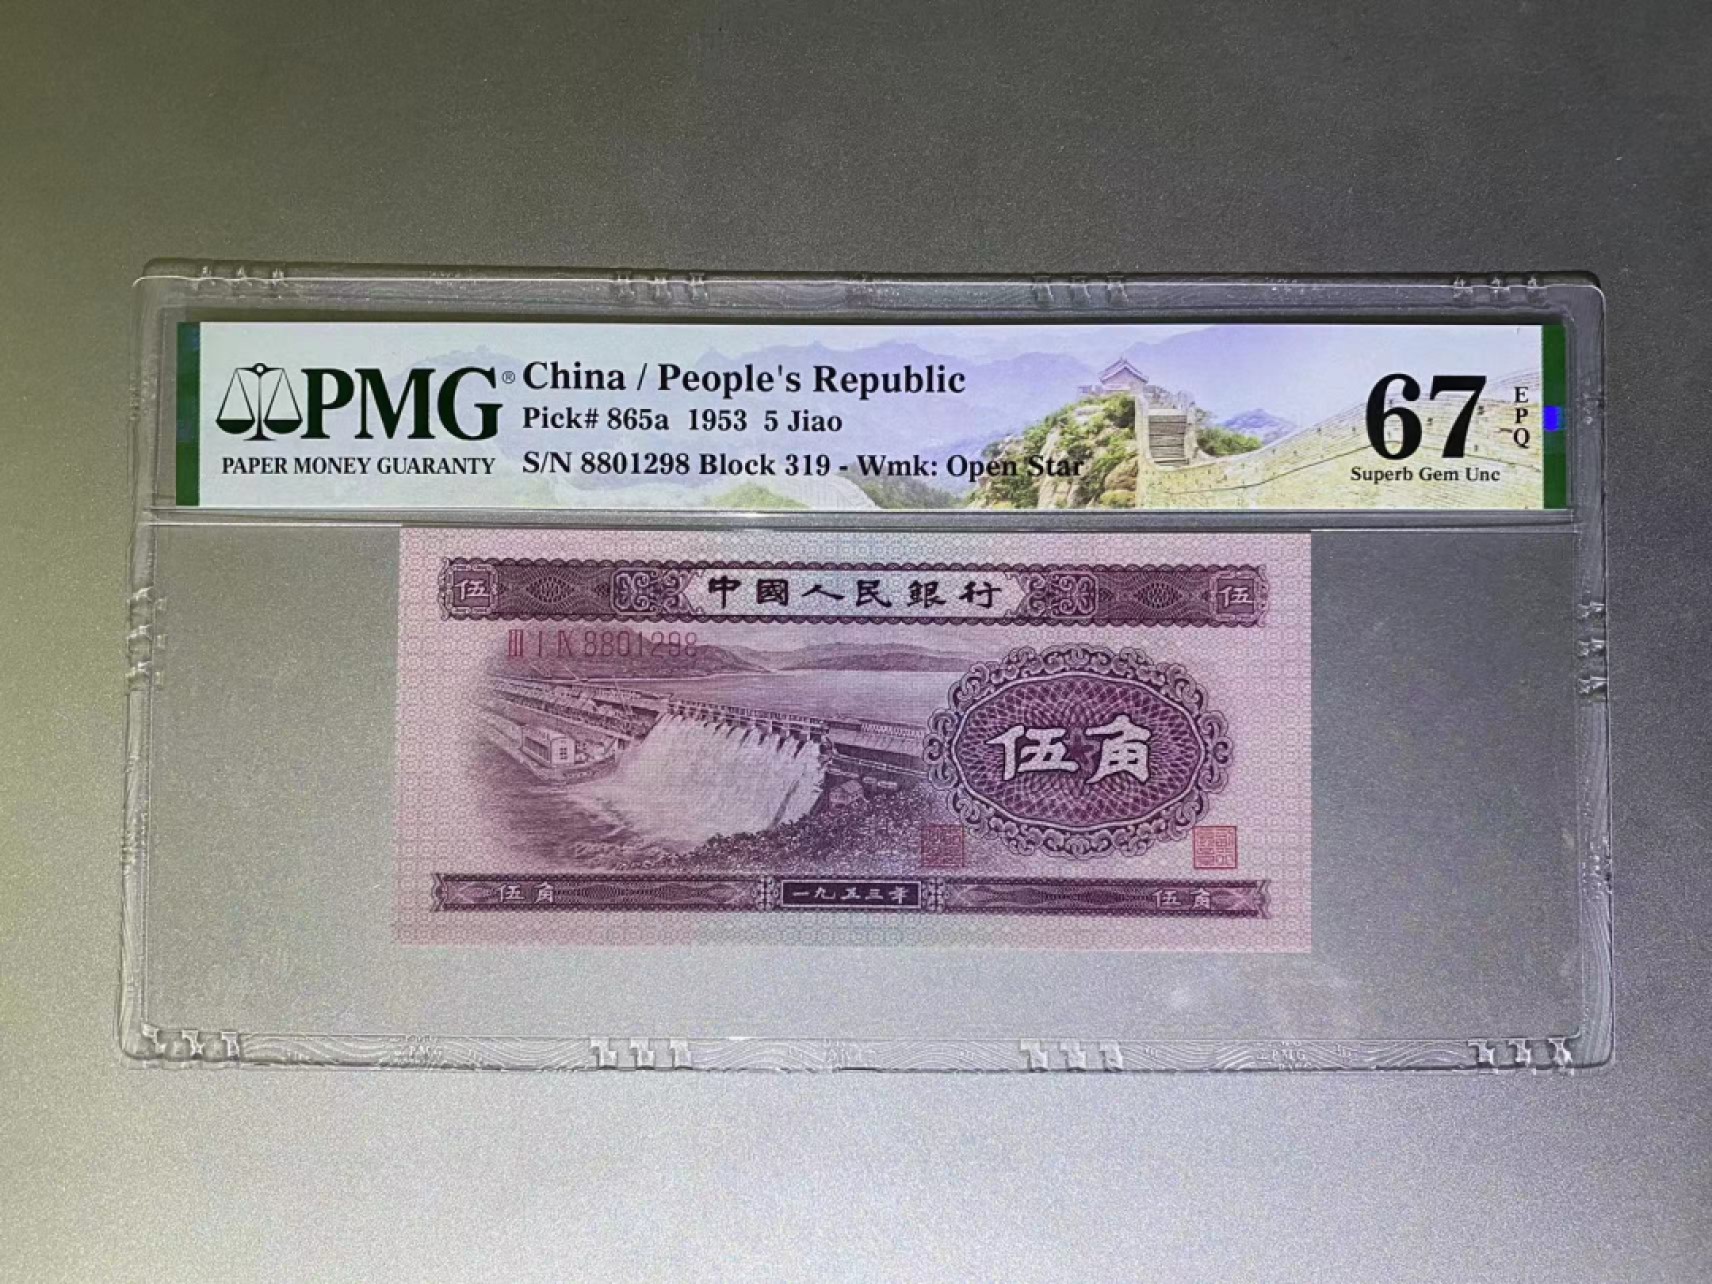 PMG®
PAPER MONEY GUARANTY
China / People's Republic
Pick# 865a 1953 5 Jiao
S/N 8801298 Block 319 - Wmk: Open Star
67 EPQ
Superb Gem Unc
伍 中國人民銀行 伍
III I IX 8801298
伍角
伍角 一九五三年 伍角